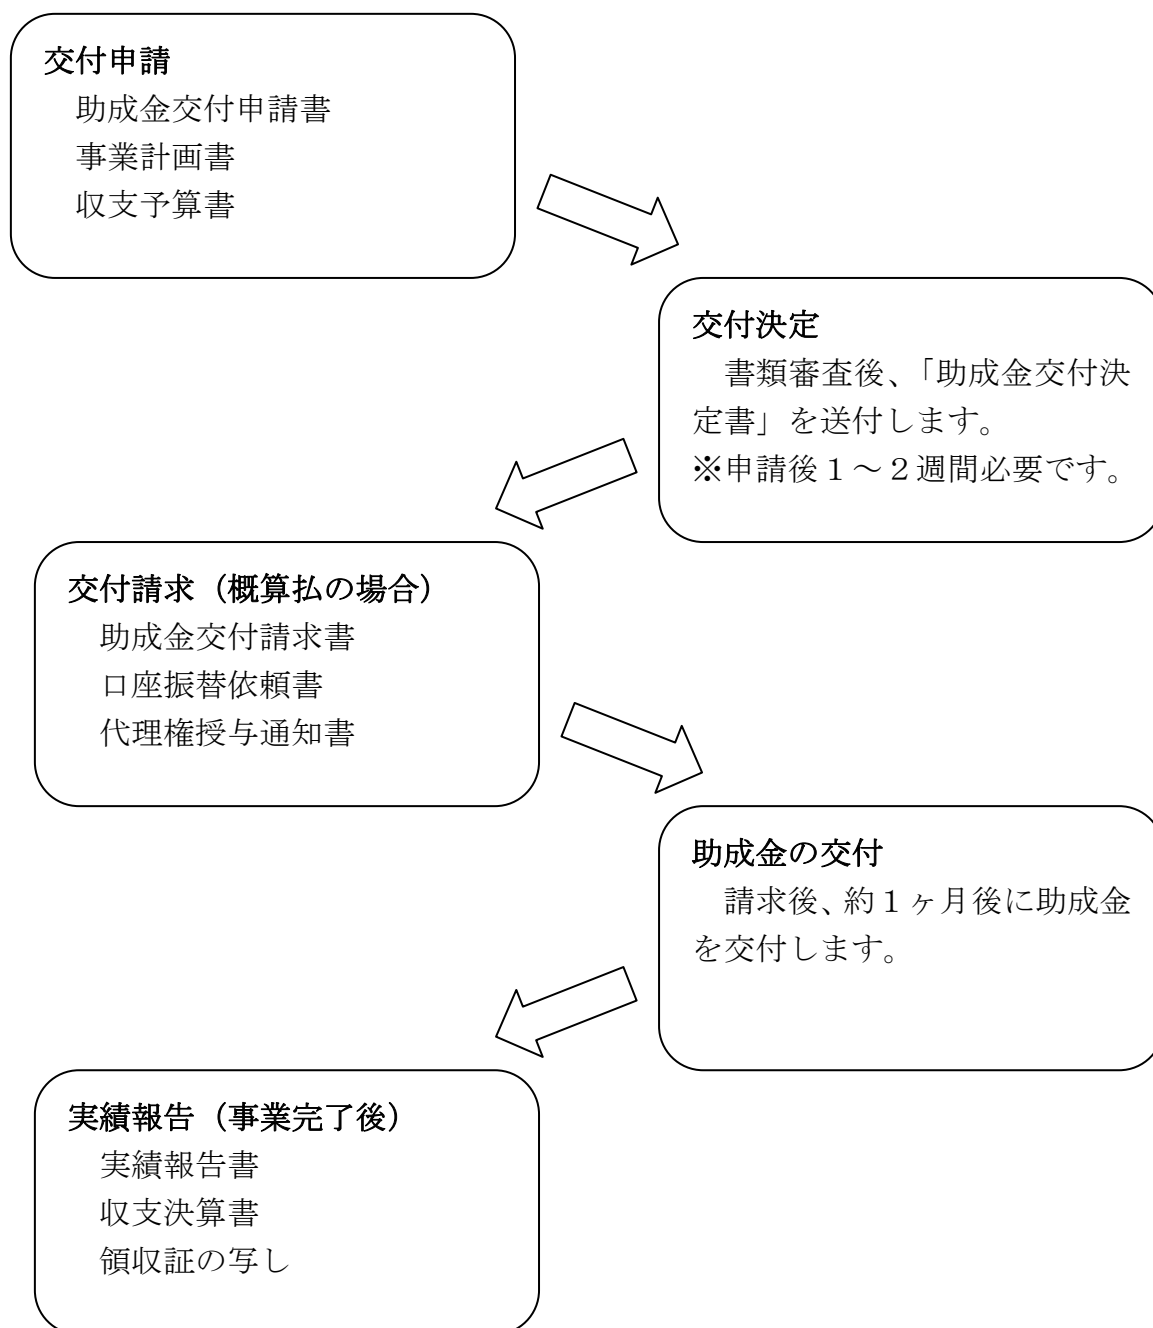 交付申請
助成金交付申請書
事業計画書
収支予算書
交付決定
書類審査後、「助成金交付決
定書」を送付します。
※申請後１～２週間必要です。
交付請求（概算払の場合）
助成金交付請求書
口座振替依頼書
代理権授与通知書
助成金の交付
請求後、約１ヶ月後に助成金
を交付します。
実績報告（事業完了後）
実績報告書
収支決算書
領収証の写し